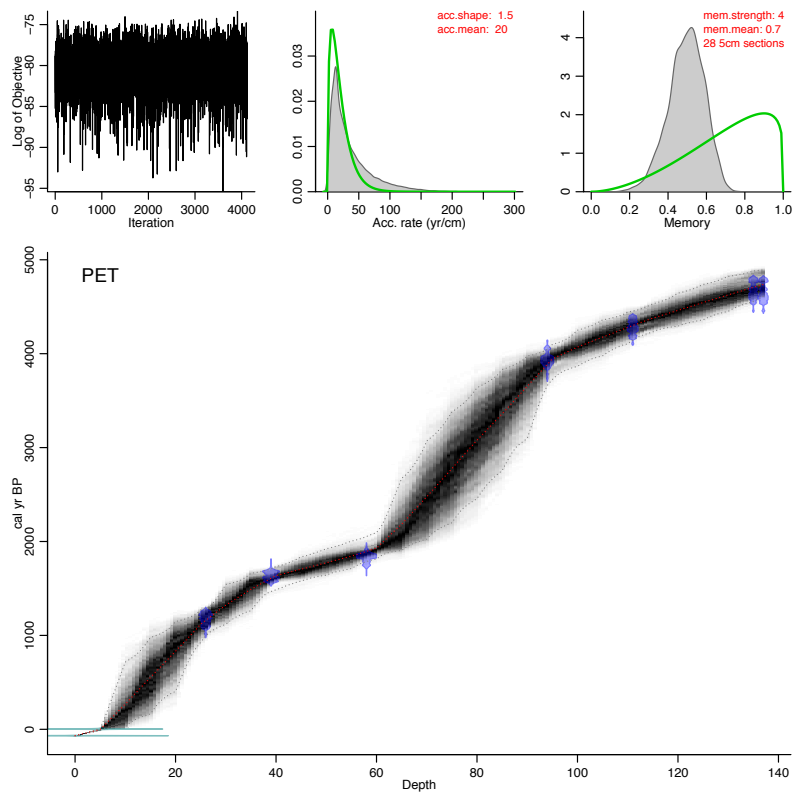 Log of Objective
−95
−90
−85
−80
−75
0 1000 2000 3000 4000
Iteration
acc.shape: 1.5
acc.mean: 20
0.00 0.01 0.03
0 50 100 200 300
Acc. rate (yr/cm)
mem.strength: 4
mem.mean: 0.7
28 5cm sections
0 1 2 3 4
0.0 0.2 0.4 0.6 0.8 1.0
Memory
PET
cal yr BP
0 1000 2000 3000 4000 5000
0 20 40 60 80 100 120 140
Depth